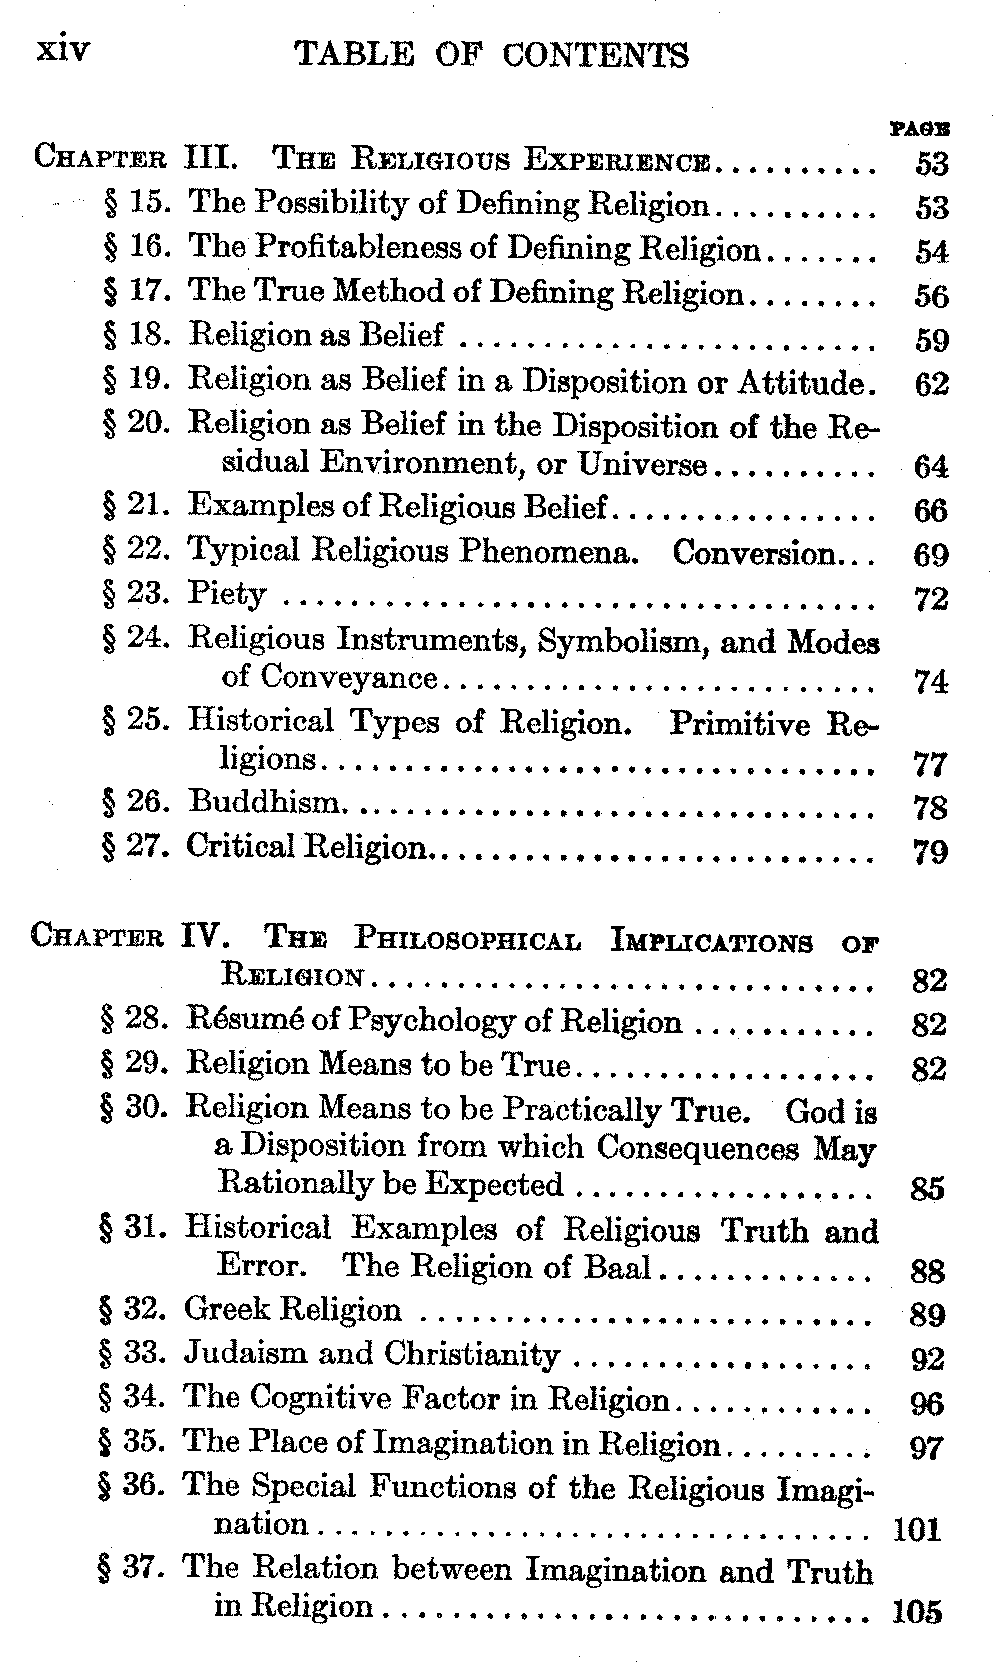 xiv TABLE OF CONTENTS
PAGE
CHAPTER III. THE RELIGIOUS EXPERIENCE.......... 53
§ 15. The Possibility of Defining Religion.......... 53
§ 16. The Profitableness of Defining Religion....... 54
§ 17. The True Method of Defining Religion........ 56
§ 18. Religion as Belief ......................... 59
§ 19. Religion as Belief in a Disposition or Attitude. 62
§ 20. Religion as Belief in the Disposition of the Re-
sidual Environment, or Universe.......... 64
§ 21. Examples of Religious Belief................ 66
§ 22. Typical Religious Phenomena. Conversion... 69
§ 23. Piety ................................... 72
§ 24. Religious Instruments, Symbolism, and Modes
of Conveyance.......................... 74
§ 25. Historical Types of Religion. Primitive Re-
ligions................................. 77
§ 26. Buddhism................................ 78
§ 27. Critical Religion........................... 79
CHAPTER IV. THE PHILOSOPHICAL IMPLICATIONS OF
RELIGION.............................. 82
§ 28. Résumé of Psychology of Religion ........... 82
§ 29. Religion Means to be True.................. 82
§ 30. Religion Means to be Practically True. God is
a Disposition from which Consequences May
Rationally be Expected .................. 85
§ 31. Historical Examples of Religious Truth and
Error. The Religion of Baal............. 88
§ 32. Greek Religion ........................... 89
§ 33. Judaism and Christianity .................. 92
§ 34. The Cognitive Factor in Religion............ 96
§ 35. The Place of Imagination in Religion......... 97
§ 36. The Special Functions of the Religious Imagi-
nation................................. 101
§ 37. The Relation between Imagination and Truth
in Religion............................. 105